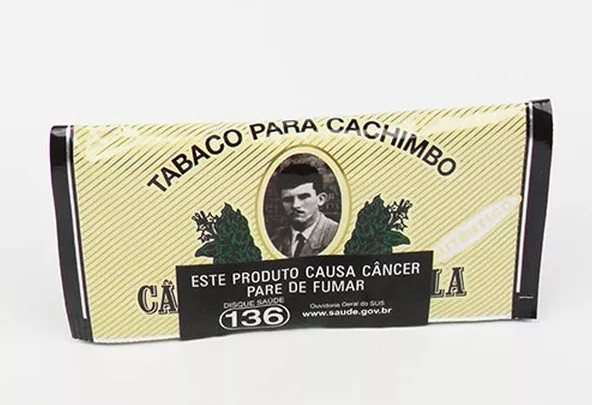 TABACO PARA CACHIMBO
AUTÊNTICO
ESTE PRODUTO CAUSA CÂNCER
PARE DE FUMAR
DISQUE SAÚDE
136
Ouvidoria Geral do SUS
www.saude.gov.br